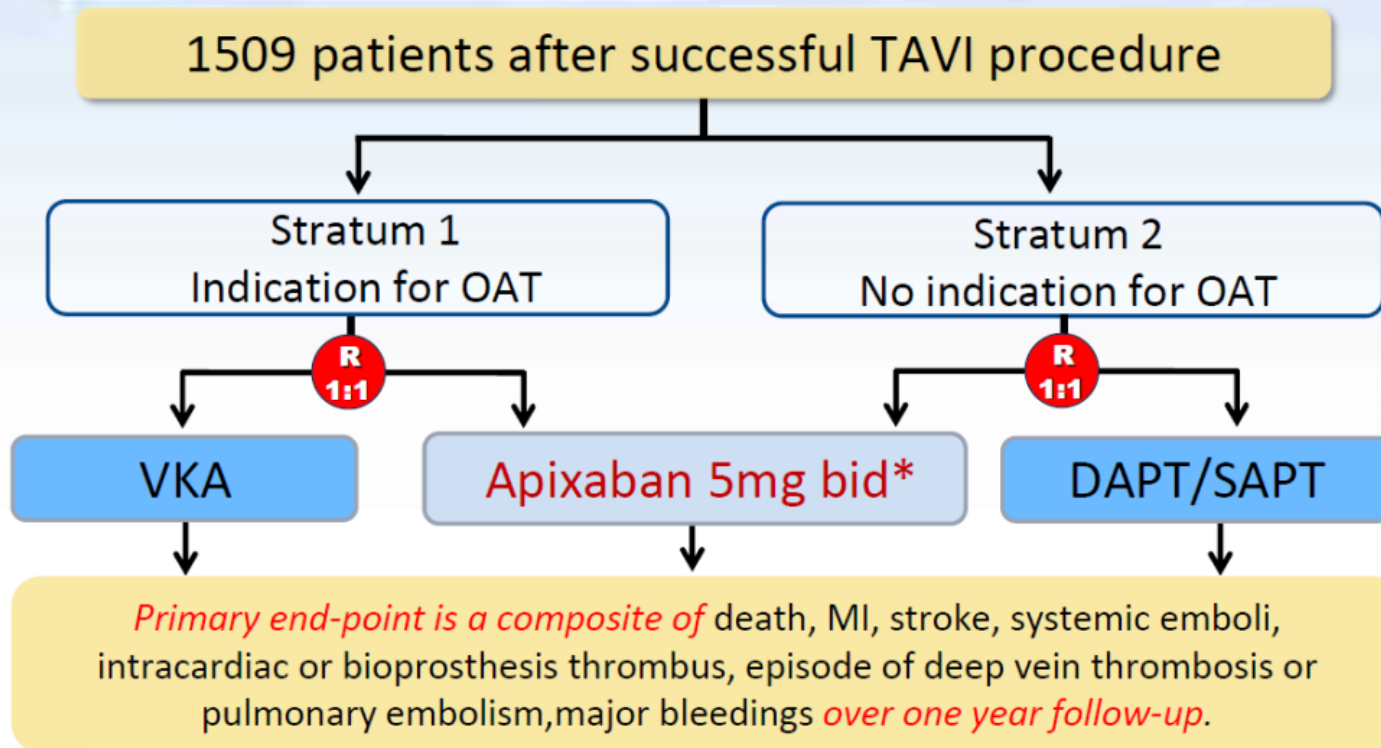 1509 patients after successful TAVI procedure
Stratum 1
Indication for OAT
Stratum 2
No indication for OAT
R
1:1
R
1:1
VKA
Apixaban 5mg bid*
DAPT/SAPT
Primary end-point is a composite of death, MI, stroke, systemic emboli,
intracardiac or bioprosthesis thrombus, episode of deep vein thrombosis or
pulmonary embolism,major bleedings over one year follow-up.